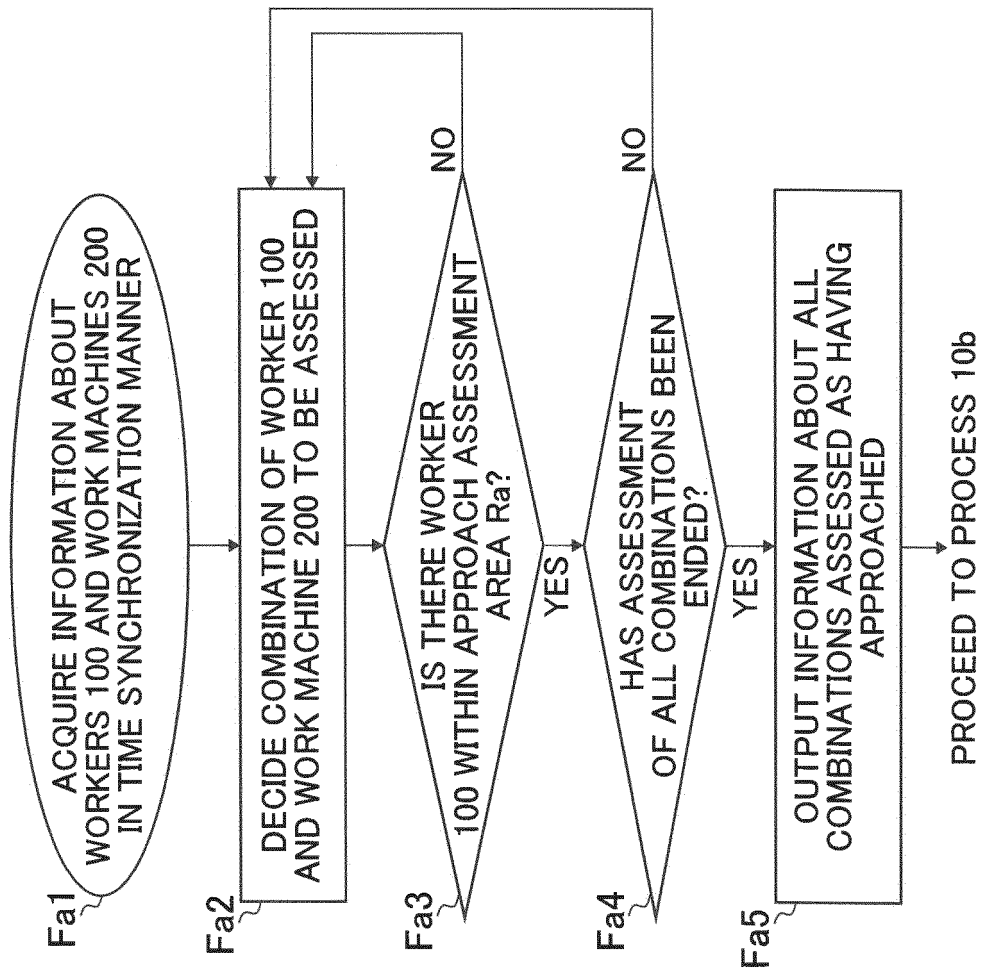 Fa1
ACQUIRE INFORMATION ABOUT
WORKERS 100 AND WORK MACHINES 200
IN TIME SYNCHRONIZATION MANNER
Fa2
DECIDE COMBINATION OF WORKER 100
AND WORK MACHINE 200 TO BE ASSESSED
Fa3
IS THERE WORKER
100 WITHIN APPROACH ASSESSMENT
AREA Ra?
NO
YES
Fa4
HAS ASSESSMENT
OF ALL COMBINATIONS BEEN
ENDED?
NO
YES
Fa5
OUTPUT INFORMATION ABOUT ALL
COMBINATIONS ASSESSED AS HAVING
APPROACHED
PROCEED TO PROCESS 10b